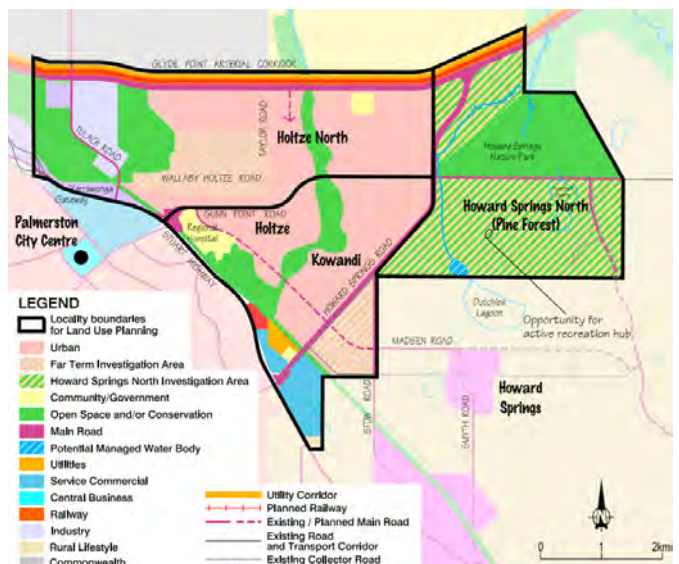 GLYDE POINT ARTERIAL CORRIDOR
TAYLOR ROAD
Holtze North
WALLABY HOLTZE ROAD
Howard Springs
Nature Park
Yarrawonga
Gateway
GUNN POINT ROAD
Holtze
Regional
Hospital
Palmerston
City Centre
STUART HIGHWAY
Kowandi
HOWARD SPRINGS ROAD
Howard Springs North
(Pine Forest)
Dutchies
Lagoon
Opportunity for
active recreation hub
MADSEN ROAD
Howard
Springs
STOW ROAD
SMYTH ROAD
LEGEND
Locality boundaries
for Land Use Planning
Urban
Far Term Investigation Area
Howard Springs North Investigation Area
Community/Government
Open Space and/or Conservation
Main Road
Potential Managed Water Body
Utilities
Service Commercial
Central Business
Railway
Industry
Rural Lifestyle
Commonwealth
Utility Corridor
Planned Railway
Existing / Planned Main Road
Existing Road
and Transport Corridor
Existing Collector Road
0 1 2km